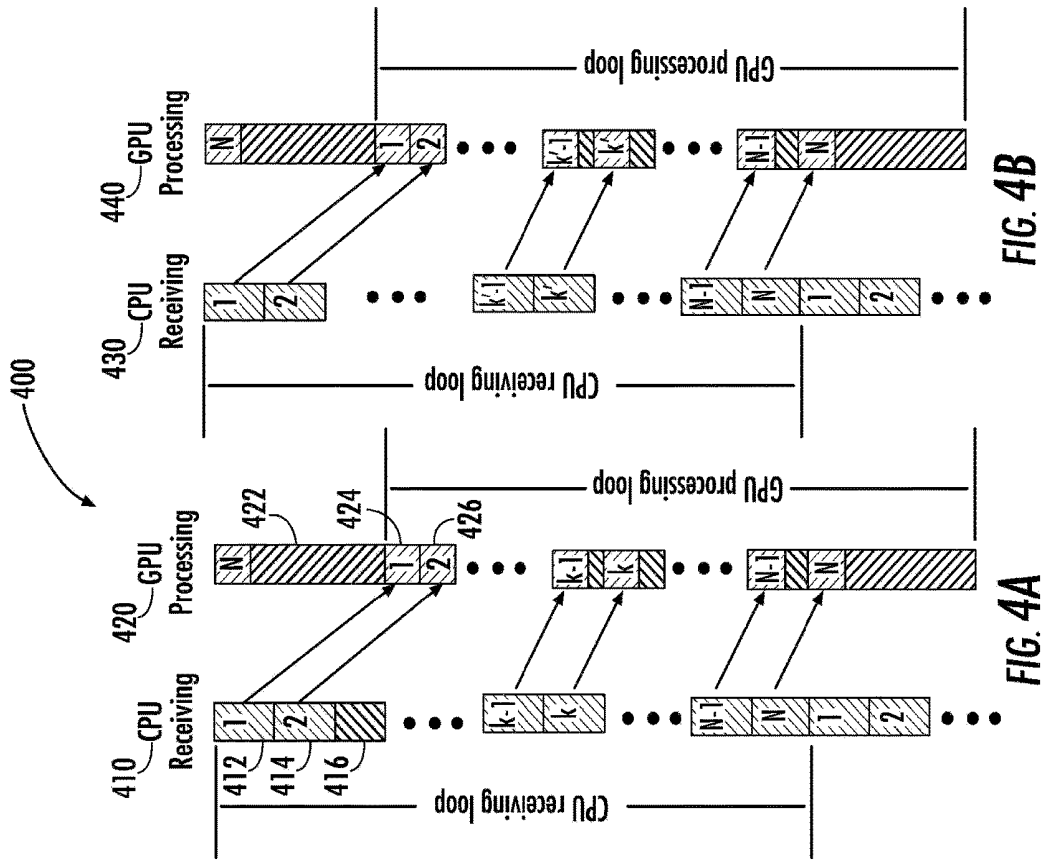 400
410 CPU
Receiving
412
414
416
1
2
k-1
k
N-1
N
1
2
CPU receiving loop
420 GPU
Processing
422
424
426
N
1
2
k-1
k
N-1
N
GPU processing loop
FIG. 4A
430 CPU
Receiving
1
2
k'-1
k'
N-1
N
1
2
CPU receiving loop
440 GPU
Processing
N
1
2
k'-1
k'
N-1
N
GPU processing loop
FIG. 4B